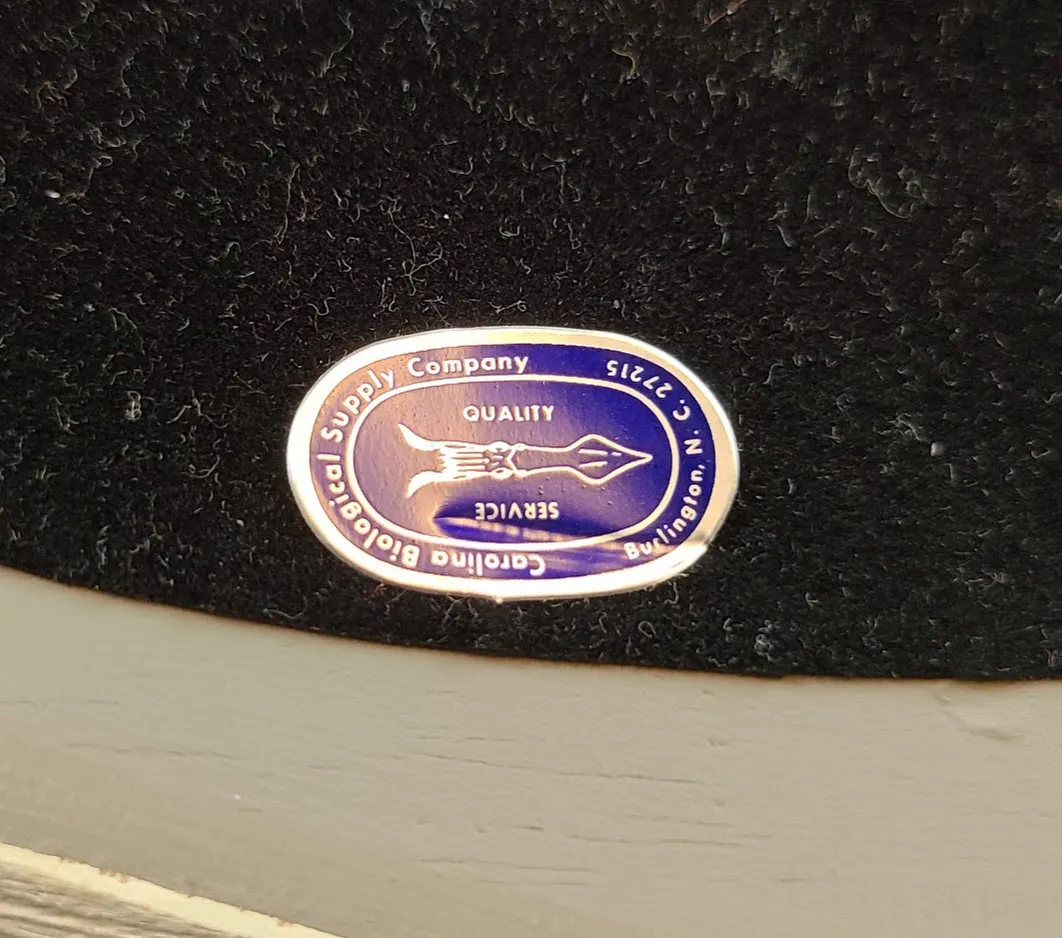 Carolina Biological Supply Company
QUALITY
SERVICE
Burlington, N. C. 27215